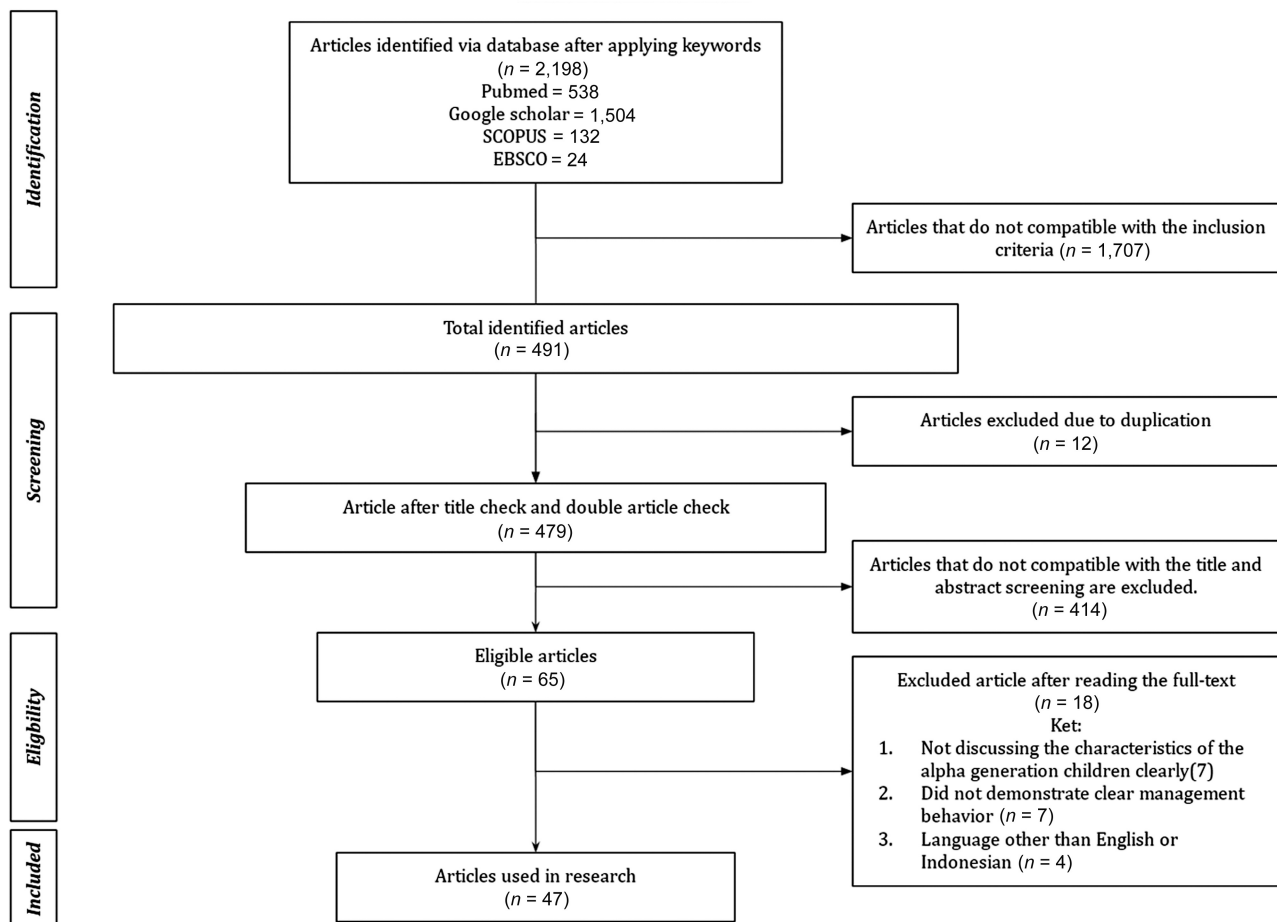 Identification
Articles identified via database after applying keywords
(n = 2,198)
Pubmed = 538
Google scholar = 1,504
SCOPUS = 132
EBSCO = 24
Articles that do not compatible with the inclusion
criteria (n = 1,707)
Screening
Total identified articles
(n = 491)
Articles excluded due to duplication
(n = 12)
Article after title check and double article check
(n = 479)
Articles that do not compatible with the title and
abstract screening are excluded.
(n = 414)
Eligbility
Eligible articles
(n = 65)
Excluded article after reading the full-text
(n = 18)
Ket:
1. Not discussing the characteristics of the
alpha generation children clearly(7)
2. Did not demonstrate clear management
behavior (n = 7)
3. Language other than English or
Indonesian (n = 4)
Included
Articles used in research
(n = 47)